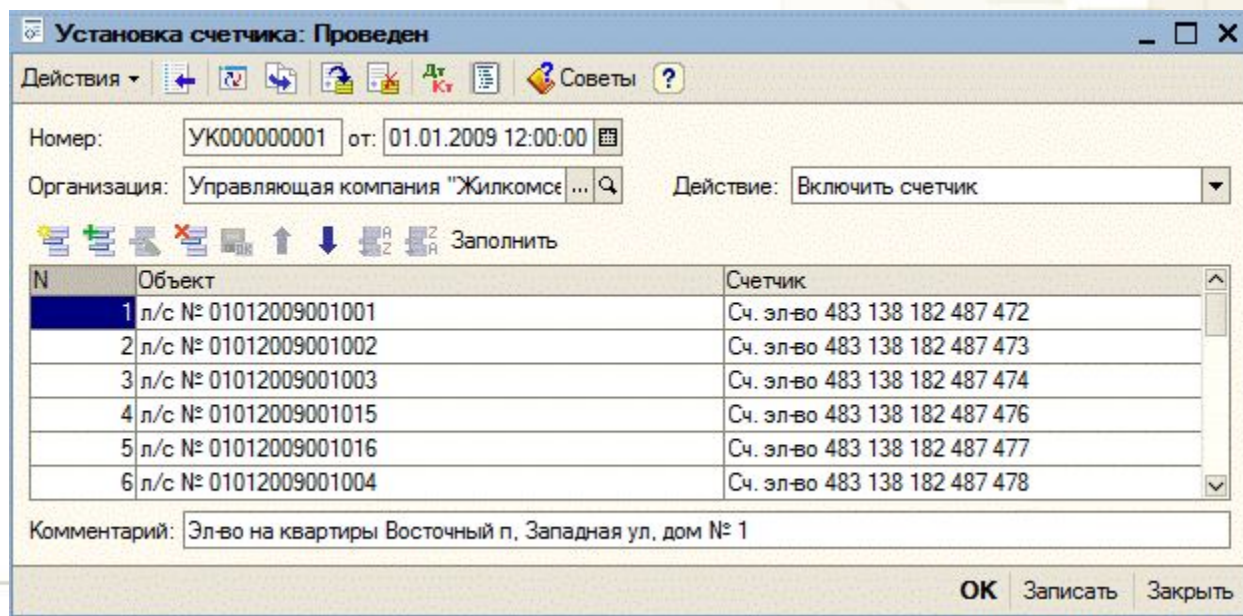 Установка счетчика: Проведен
Действия Дт Кт Советы ?
Номер: УК000000001 от: 01.01.2009 12:00:00
Организация: Управляющая компания "Жилкомсе ... Действие: Включить счетчик
Заполнить
N Объект Счетчик
1 л/с № 01012009001001 Сч. эл-во 483 138 182 487 472
2 л/с № 01012009001002 Сч. эл-во 483 138 182 487 473
3 л/с № 01012009001003 Сч. эл-во 483 138 182 487 474
4 л/с № 01012009001015 Сч. эл-во 483 138 182 487 476
5 л/с № 01012009001016 Сч. эл-во 483 138 182 487 477
6 л/с № 01012009001004 Сч. эл-во 483 138 182 487 478
Комментарий: Эл-во на квартиры Восточный п, Западная ул, дом № 1
OK Записать Закрыть